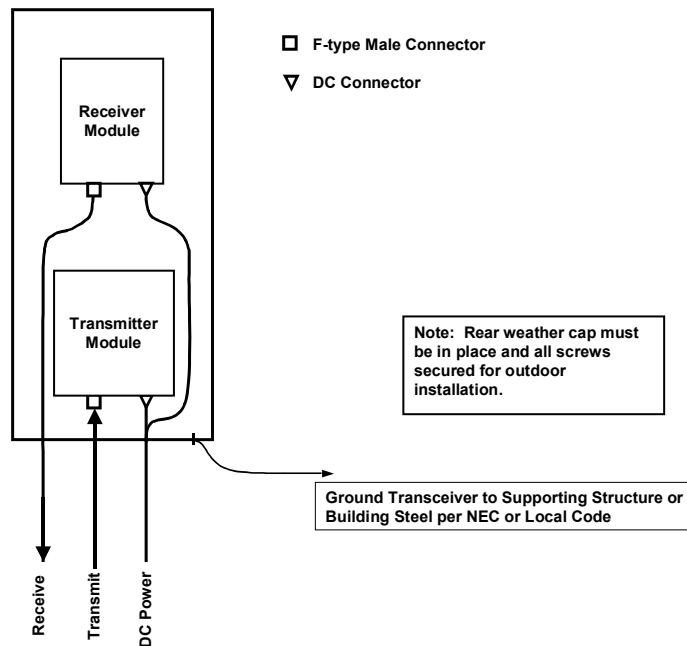 F-type Male Connector
DC Connector
Receiver
Module
Transmitter
Module
Note: Rear weather cap must
be in place and all screws
secured for outdoor
installation.
Ground Transceiver to Supporting Structure or
Building Steel per NEC or Local Code
Receive
Transmit
DC Power